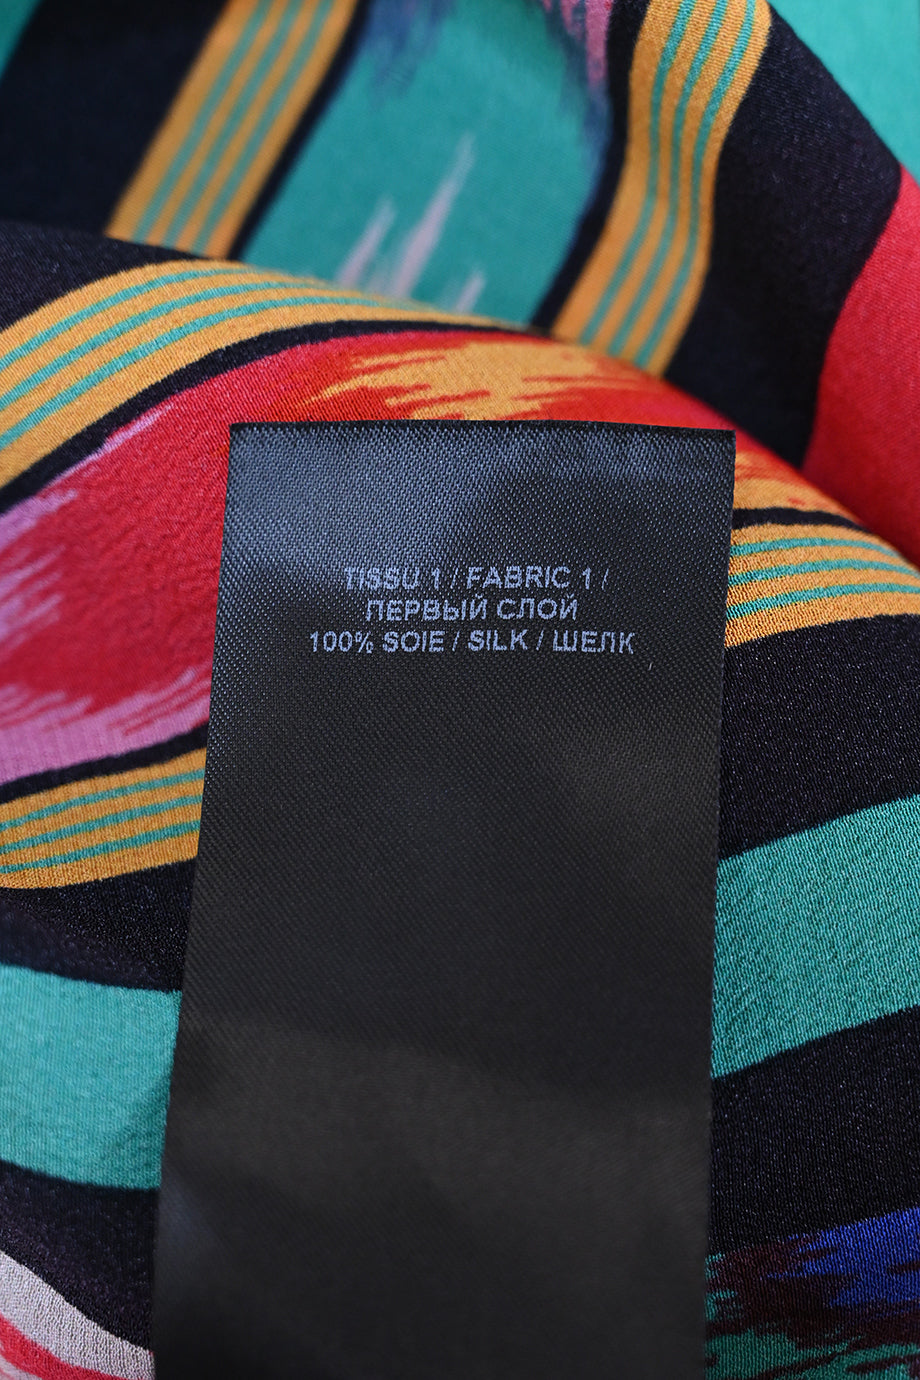 TISSU 1 / FABRIC 1 /
ПЕРВЫЙ СЛОЙ
100% SOIE / SILK / ШЕЛК